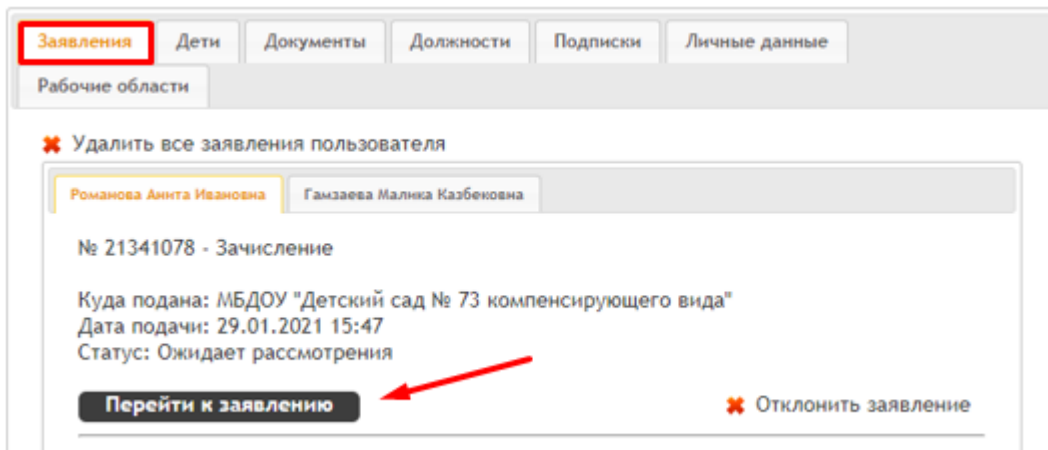 Заявления Дети Документы Должности Подписки Личные данные
Рабочие области
Удалить все заявления пользователя
Романова Анита Ивановна Гамзаева Малика Казбековна
№ 21341078 - Зачисление
Куда подана: МБДОУ "Детский сад № 73 компенсирующего вида"
Дата подачи: 29.01.2021 15:47
Статус: Ожидает рассмотрения
Перейти к заявлению Отклонить заявление